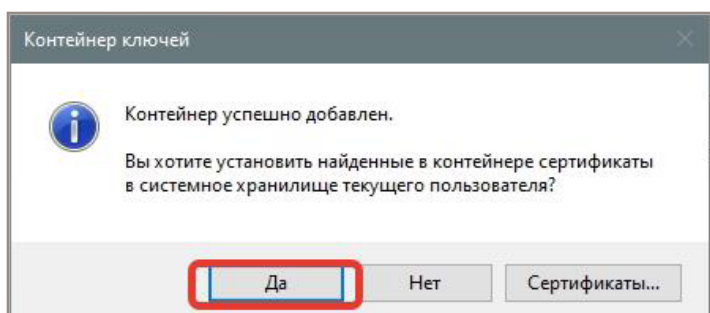 Контейнер ключей
Контейнер успешно добавлен.
Вы хотите установить найденные в контейнере сертификаты
в системное хранилище текущего пользователя?
Да
Нет
Сертификаты...